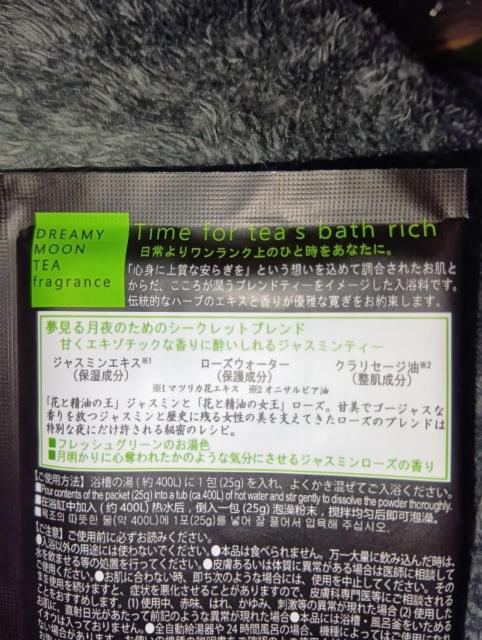 DREAMY
MOON
TEA
fragrance
Time for tea's bath rich
日常よりワンランク上のひと時をあなたに。
「心身に上質な安らぎを」という想いを込めて調合されたお肌と
からだ、こころが潤うブレンドティーをイメージした入浴料です。
伝統的なハーブのエキスと香りが優雅な寛ぎをお約束します。
夢見る月夜のためのシークレットブレンド
甘くエキゾチックな香りに酔いしれるジャスミンティー
ジャスミンエキス※1 ローズウォーター クラリセージ油※2
(保湿成分) (保護成分) (整肌成分)
※1 マツリカ花エキス ※2 オニサルビア油
「花と精油の王」ジャスミンと「花と精油の女王」ローズ。甘美でゴージャスな
香りを放つジャスミンと歴史に残る女性の美を支えてきたローズのブレンドは
特別な夜にだけ許される秘密のレシピ。
■フレッシュグリーンのお湯色
■月明かりに心奪われたかのような気分にさせるジャスミンローズの香り
【ご使用方法】浴槽の湯(約400L)に1包(25g)を入れ、よくかき混ぜてご入浴ください。
■Pour contents of the packet (25g) into a tub (ca.400L) of hot water and stir gently to dissolve the powder thoroughly.
■在浴缸中加入(约400L)热水后,倒入一包(25g)泡澡粉末,搅拌均匀后即可泡澡。
■욕조의 따뜻한 물(약 400L)에 1포(25g)를 넣어 잘 풀어서 입욕해 주십시오.
【ご注意】ご使用前に必ずお読みください。
●入浴以外の用途には使わないでください。●本品は食べられません。万一大量に飲み込んだ時は、
水を飲ませる等の処置を行ってください。●皮膚あるいは体質に異常がある場合は医師に相談して
ご使用ください。●お肌に合わない時、即ち次のような場合には、使用を中止してください。その
まま使用を続けますと、症状を悪化させることがありますので、皮膚科専門医等にご相談される
ことをおすすめします。(1)使用中、赤味、はれ、かゆみ、刺激等の異常が現れた場合(2)使用した
お肌に、直射日光があたって前記のような異常が現れた場合●本品には浴槽・風呂釜をいためる
イオウは入っておりません。●全自動給湯器や24時間風呂の場合、機種によってはご使用になれ
ない場合があります。